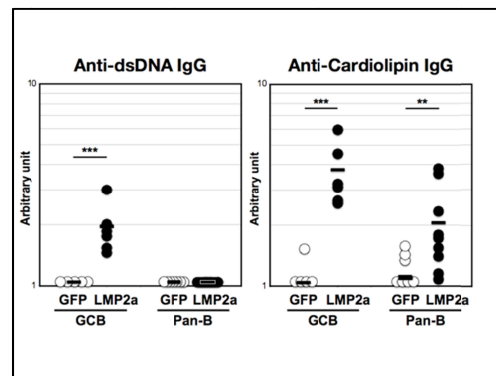 Anti-dsDNA IgG
10
Arbitrary unit
***
1
GFP LMP2a GFP LMP2a
GCB Pan-B
Anti-Cardiolipin IgG
10
Arbitrary unit
*** **
1
GFP LMP2a GFP LMP2a
GCB Pan-B